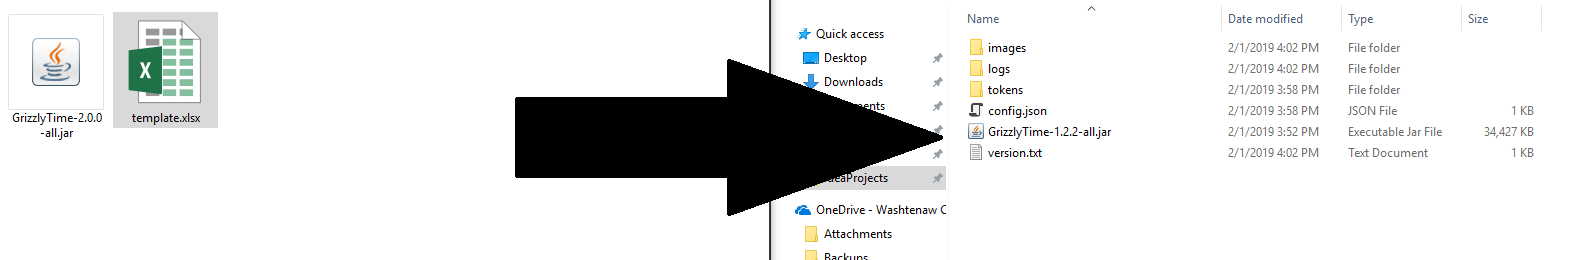 GrizzlyTime-2.0.0
-all.jar
template.xlsx
Quick access
Desktop
Downloads
OneDrive - Washtenaw C
Attachments
Backups
Name Date modified Type Size
images 2/1/2019 4:02 PM File folder
logs 2/1/2019 4:02 PM File folder
tokens 2/1/2019 3:58 PM File folder
config.json 2/1/2019 3:58 PM JSON File 1 KB
GrizzlyTime-1.2.2-all.jar 2/1/2019 3:52 PM Executable Jar File 34,427 KB
version.txt 2/1/2019 4:02 PM Text Document 1 KB